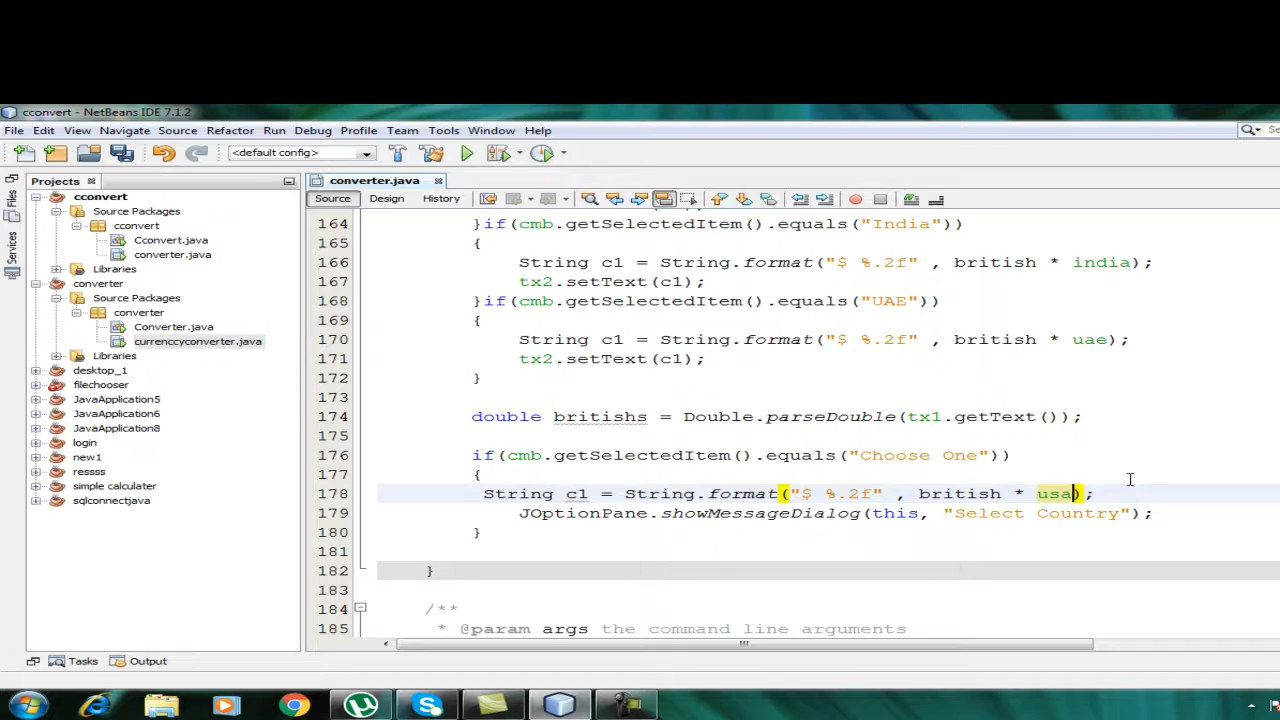 cconvert - NetBeans IDE 7.1.2
File Edit View Navigate Source Refactor Run Debug Profile Team Tools Window Help
<default config>
Projects
converter.java
Files
Services
Source Design History
cconvert
Source Packages
cconvert
Cconvert.java
converter.java
Libraries
converter
Source Packages
converter
Converter.java
currenccyconverter.java
Libraries
desktop_1
filechooser
JavaApplication5
JavaApplication6
JavaApplication8
login
new1
ressss
simple calculater
sqlconnectjava
164 }if(cmb.getSelectedItem().equals("India"))
165 {
166 String c1 = String.format("$ %.2f" , british * india);
167 tx2.setText(c1);
168 }if(cmb.getSelectedItem().equals("UAE"))
169 {
170 String c1 = String.format("$ %.2f" , british * uae);
171 tx2.setText(c1);
172 }
173
174 double britishs = Double.parseDouble(tx1.getText());
175
176 if(cmb.getSelectedItem().equals("Choose One"))
177 {
178 String c1 = String.format("$ %.2f" , british * usa);
179 JOptionPane.showMessageDialog(this, "Select Country");
180 }
181
182 }
183
184 /**
185 * @param args the command line arguments
Tasks Output